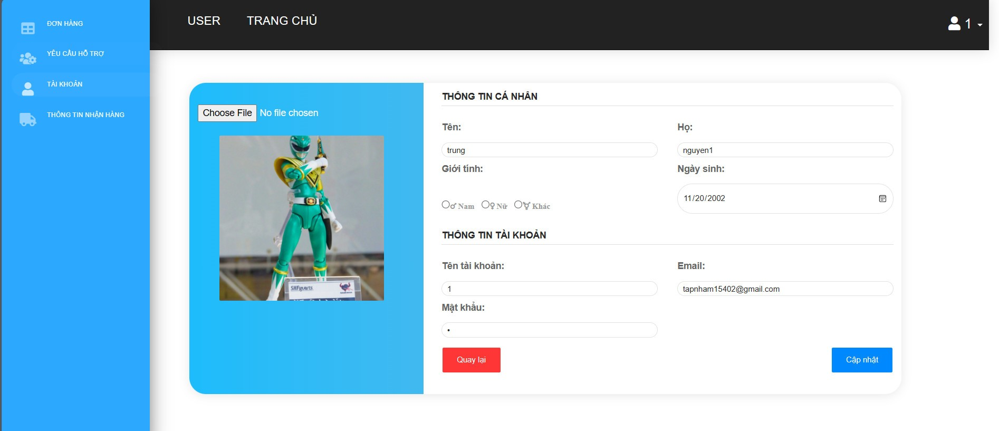 ĐƠN HÀNG
YÊU CẦU HỖ TRỢ
TÀI KHOẢN
THÔNG TIN NHẬN HÀNG
USER
TRANG CHỦ
1
Choose File No file chosen
S.H.Figuarts
THÔNG TIN CÁ NHÂN
Tên:
Họ:
trung
nguyen1
Giới tính:
Ngày sinh:
Nam
Nữ
Khác
11/20/2002
THÔNG TIN TÀI KHOẢN
Tên tài khoản:
Email:
1
tapnham15402@gmail.com
Mật khẩu:
•
Quay lại
Cập nhật